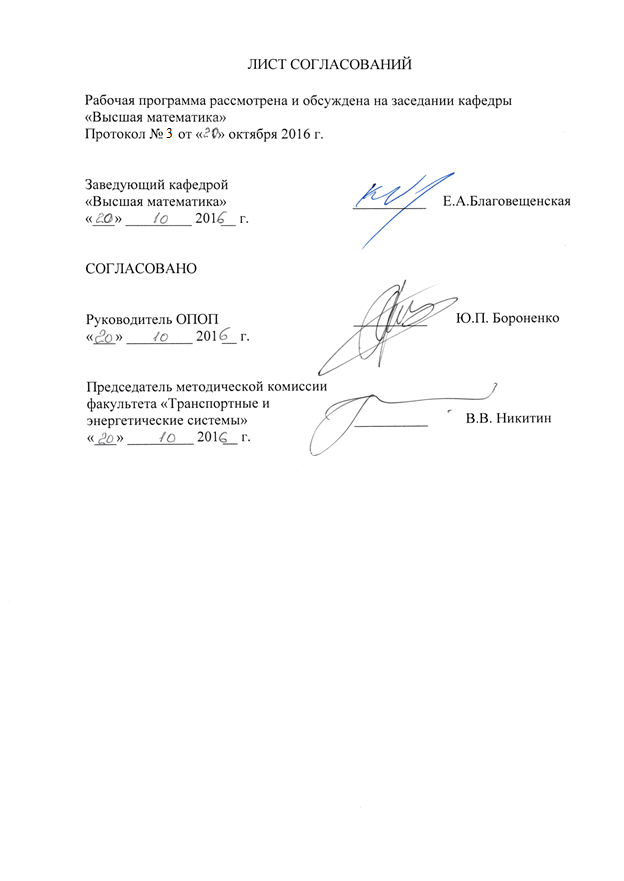 ЛИСТ СОГЛАСОВАНИЙ
Рабочая программа рассмотрена и обсуждена на заседании кафедры
«Высшая математика»
Протокол № 3 от «20» октября 2016 г.
Заведующий кафедрой
«Высшая математика» Е.А.Благовещенская
«20» 10 2016 г.
СОГЛАСОВАНО
Руководитель ОПОП Ю.П. Бороненко
«20» 10 2016 г.
Председатель методической комиссии
факультета «Транспортные и
энергетические системы» В.В. Никитин
«20» 10 2016 г.